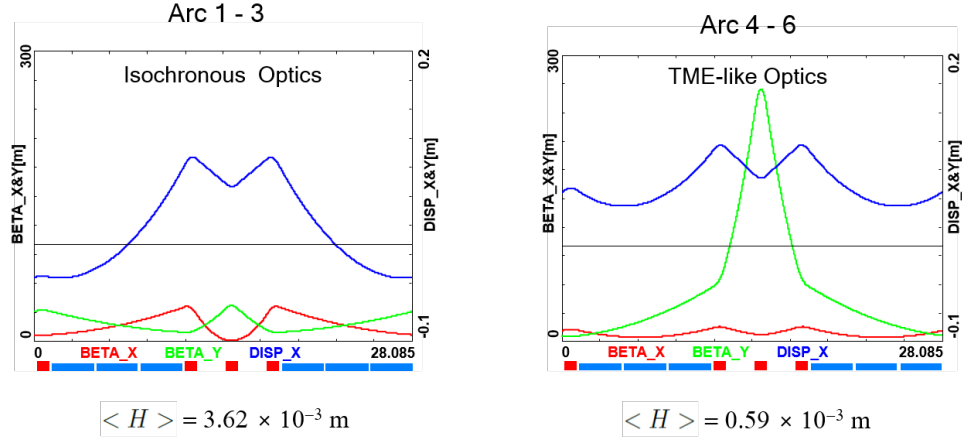 Arc 1 - 3
300
0.2
Isochronous Optics
BETA_X&Y[m]
DISP_X&Y[m]
0
-0.1
0 BETA_X BETA_Y DISP_X 28.085
< H > = 3.62 × 10⁻³ m
Arc 4 - 6
300
0.2
TME-like Optics
BETA_X&Y[m]
DISP_X&Y[m]
0
-0.1
0 BETA_X BETA_Y DISP_X 28.085
< H > = 0.59 × 10⁻³ m